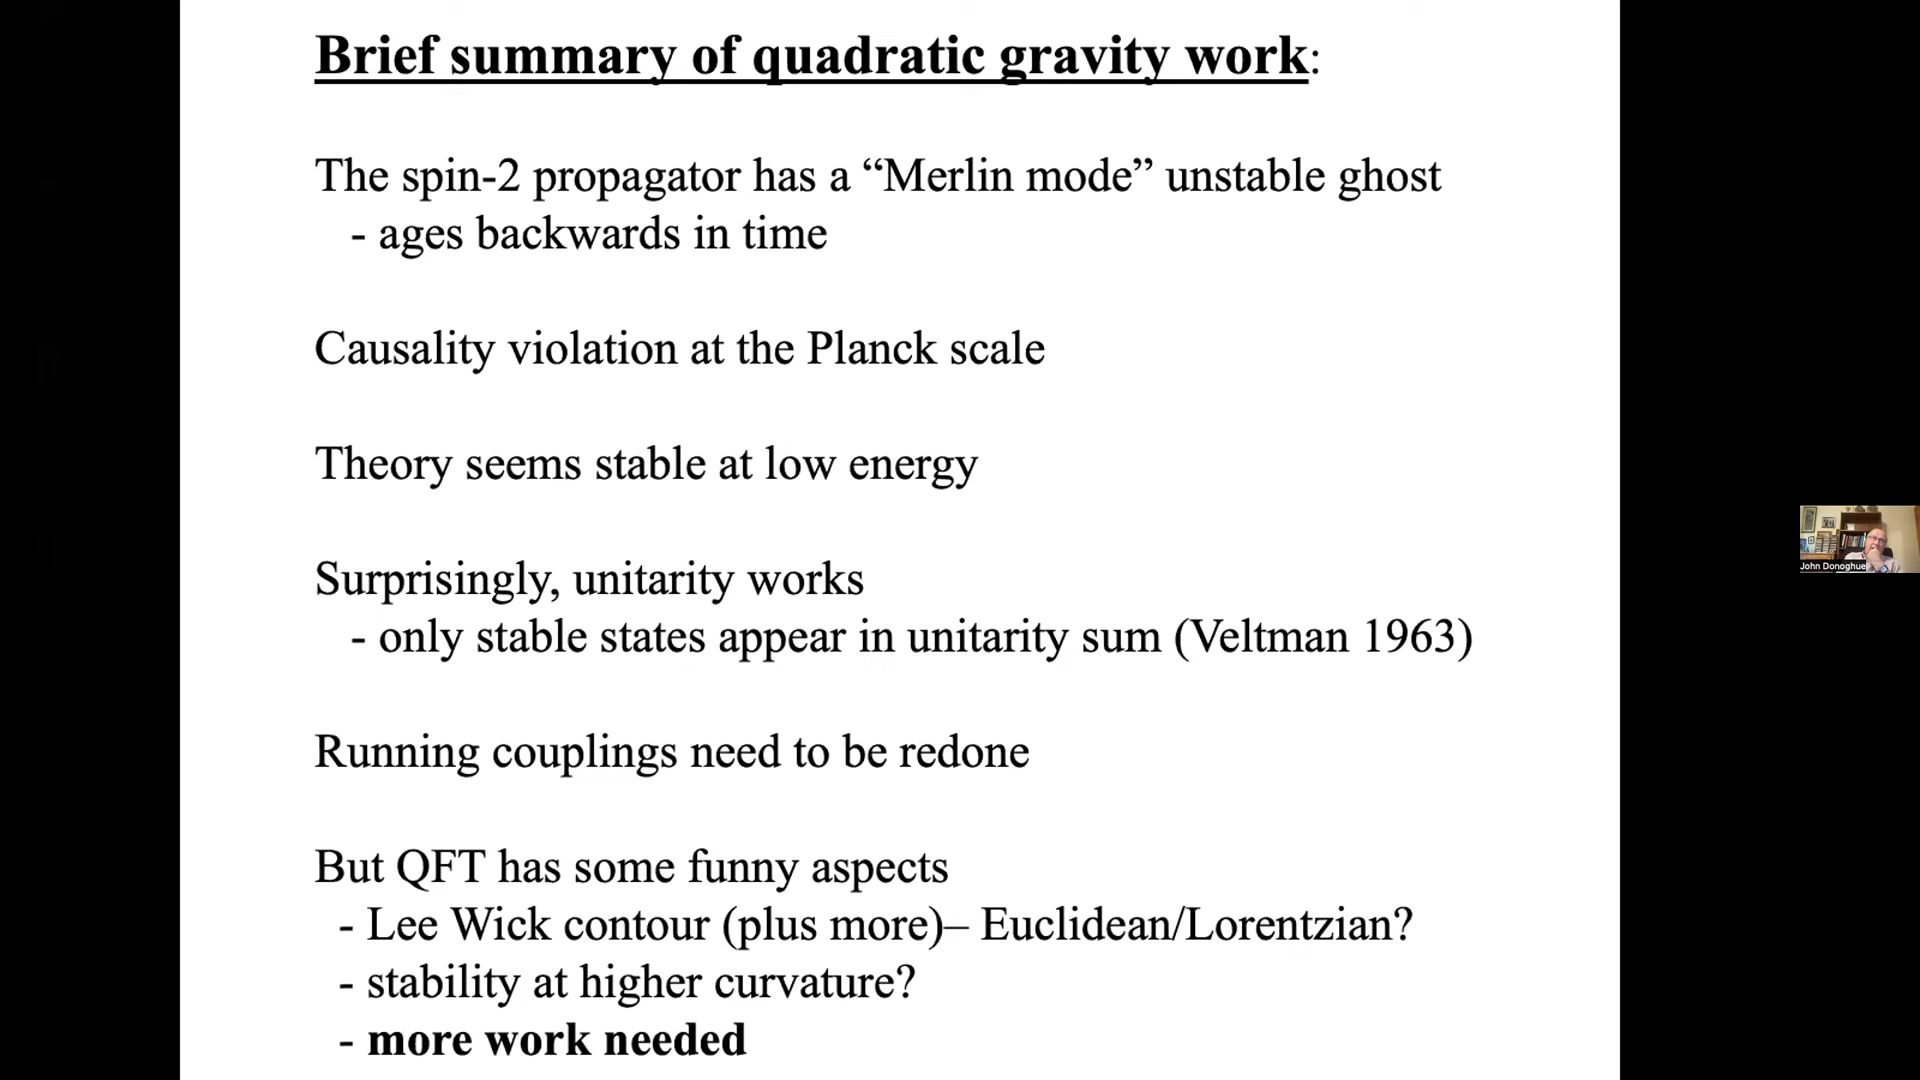 Brief summary of quadratic gravity work:
The spin-2 propagator has a “Merlin mode” unstable ghost
- ages backwards in time
Causality violation at the Planck scale
Theory seems stable at low energy
Surprisingly, unitarity works
- only stable states appear in unitarity sum (Veltman 1963)
Running couplings need to be redone
But QFT has some funny aspects
- Lee Wick contour (plus more)– Euclidean/Lorentzian?
- stability at higher curvature?
- more work needed
John Donoghue